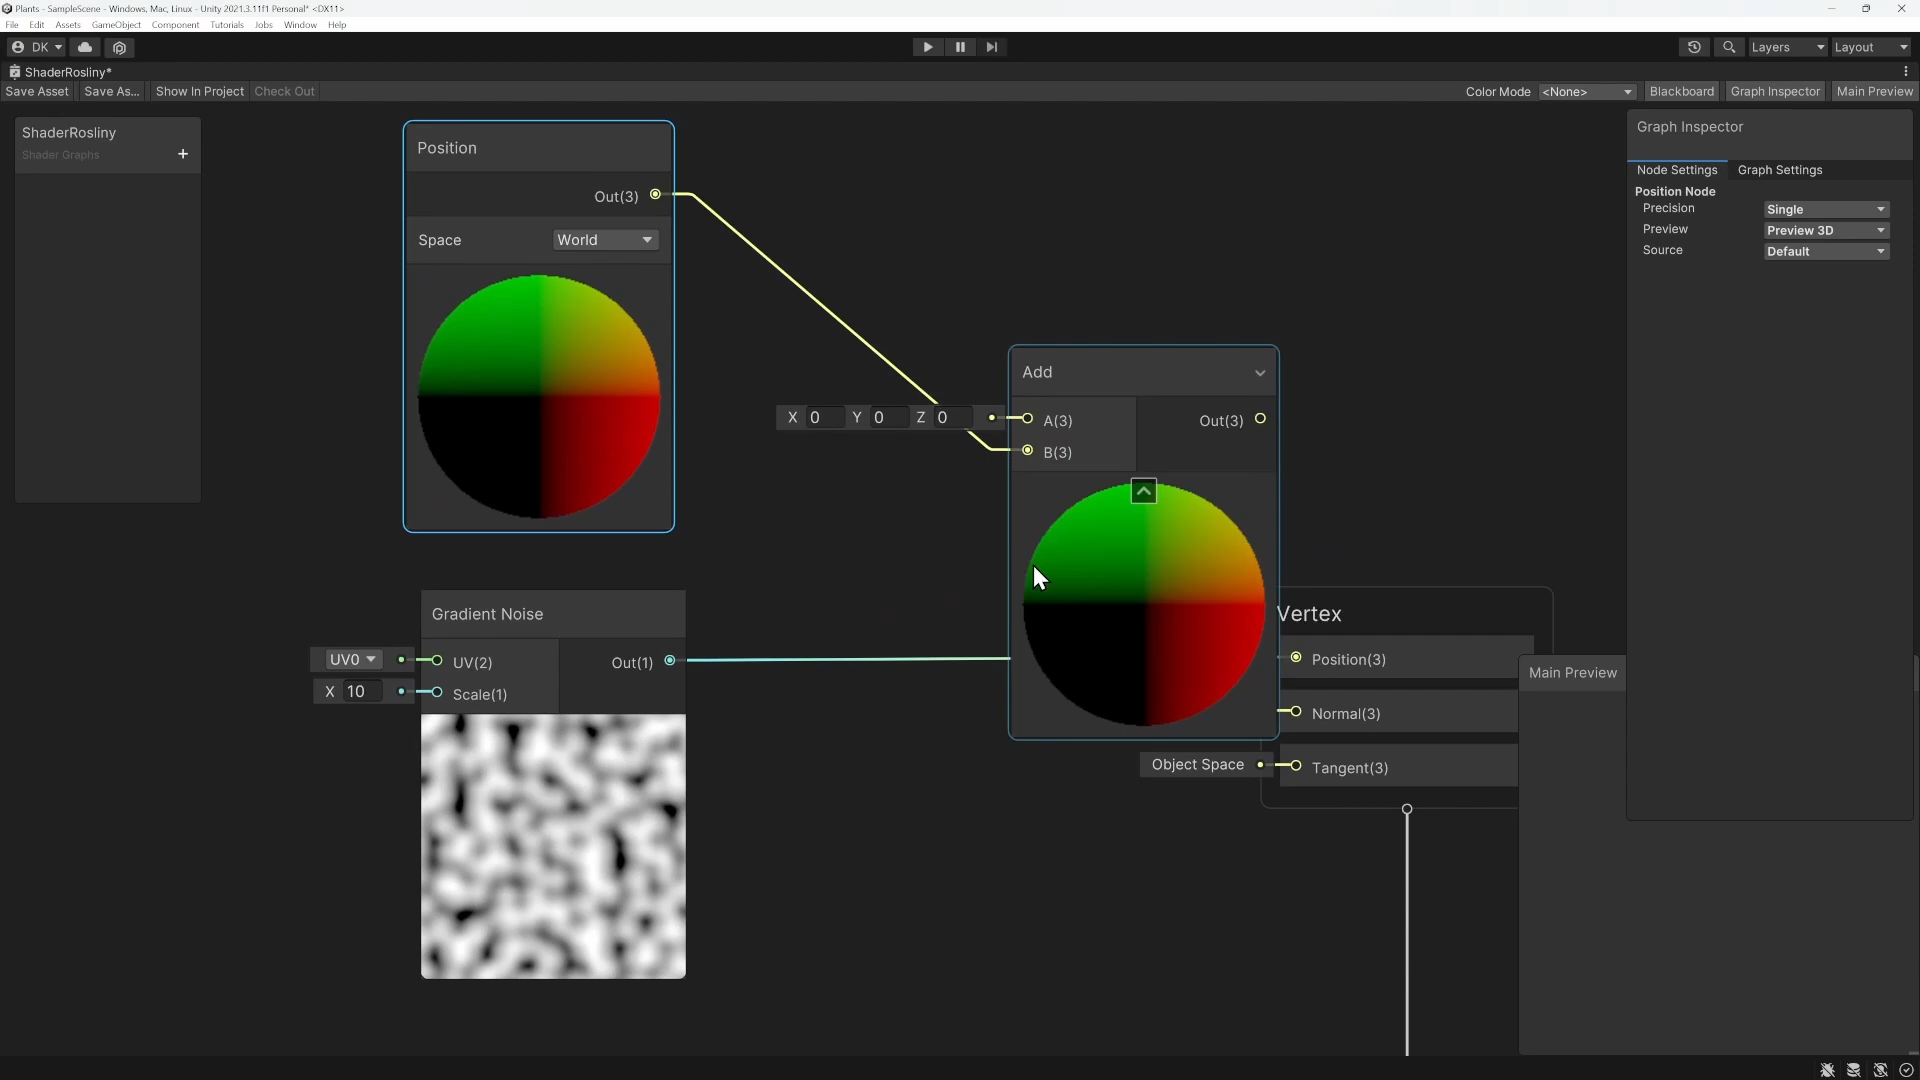 Plants - SampleScene - Windows, Mac, Linux - Unity 2021.3.11f1 Personal* <DX11>
File Edit Assets GameObject Component Tutorials Jobs Window Help
DK Layers Layout
ShaderRosliny*
Save Asset Save As... Show In Project Check Out Color Mode <None> Blackboard Graph Inspector Main Preview
ShaderRosliny
Shader Graphs +
Position
Out(3)
Space World
Graph Inspector
Node Settings Graph Settings
Position Node
Precision Single
Preview Preview 3D
Source Default
Add
X 0 Y 0 Z 0 A(3) Out(3)
B(3)
Gradient Noise
UV0 UV(2) Out(1)
X 10 Scale(1)
Vertex
Position(3)
Normal(3)
Object Space Tangent(3)
Main Preview